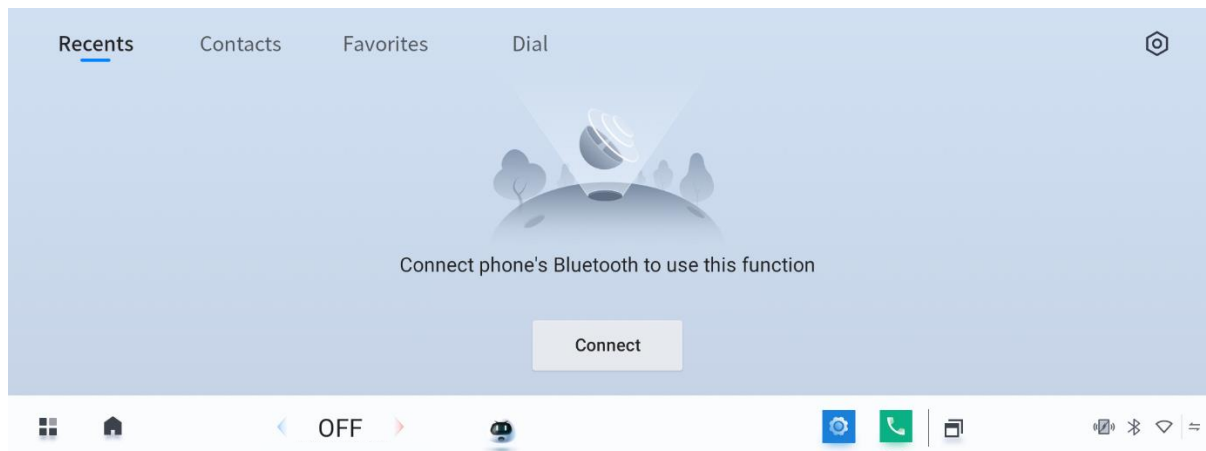 Recents
Contacts
Favorites
Dial
Connect phone's Bluetooth to use this function
Connect
OFF